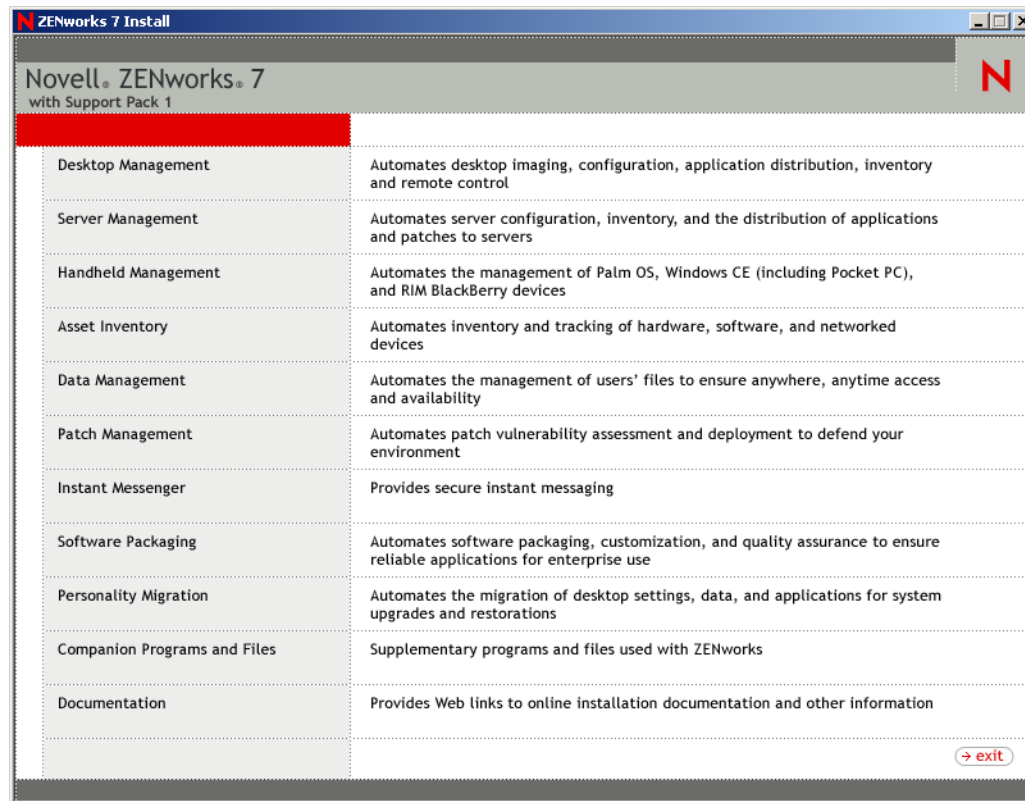 N ZENworks 7 Install
Novell® ZENworks® 7
with Support Pack 1
N
Desktop Management
Automates desktop imaging, configuration, application distribution, inventory
and remote control
Server Management
Automates server configuration, inventory, and the distribution of applications
and patches to servers
Handheld Management
Automates the management of Palm OS, Windows CE (including Pocket PC),
and RIM BlackBerry devices
Asset Inventory
Automates inventory and tracking of hardware, software, and networked
devices
Data Management
Automates the management of users’ files to ensure anywhere, anytime access
and availability
Patch Management
Automates patch vulnerability assessment and deployment to defend your
environment
Instant Messenger
Provides secure instant messaging
Software Packaging
Automates software packaging, customization, and quality assurance to ensure
reliable applications for enterprise use
Personality Migration
Automates the migration of desktop settings, data, and applications for system
upgrades and restorations
Companion Programs and Files
Supplementary programs and files used with ZENworks
Documentation
Provides Web links to online installation documentation and other information
→ exit